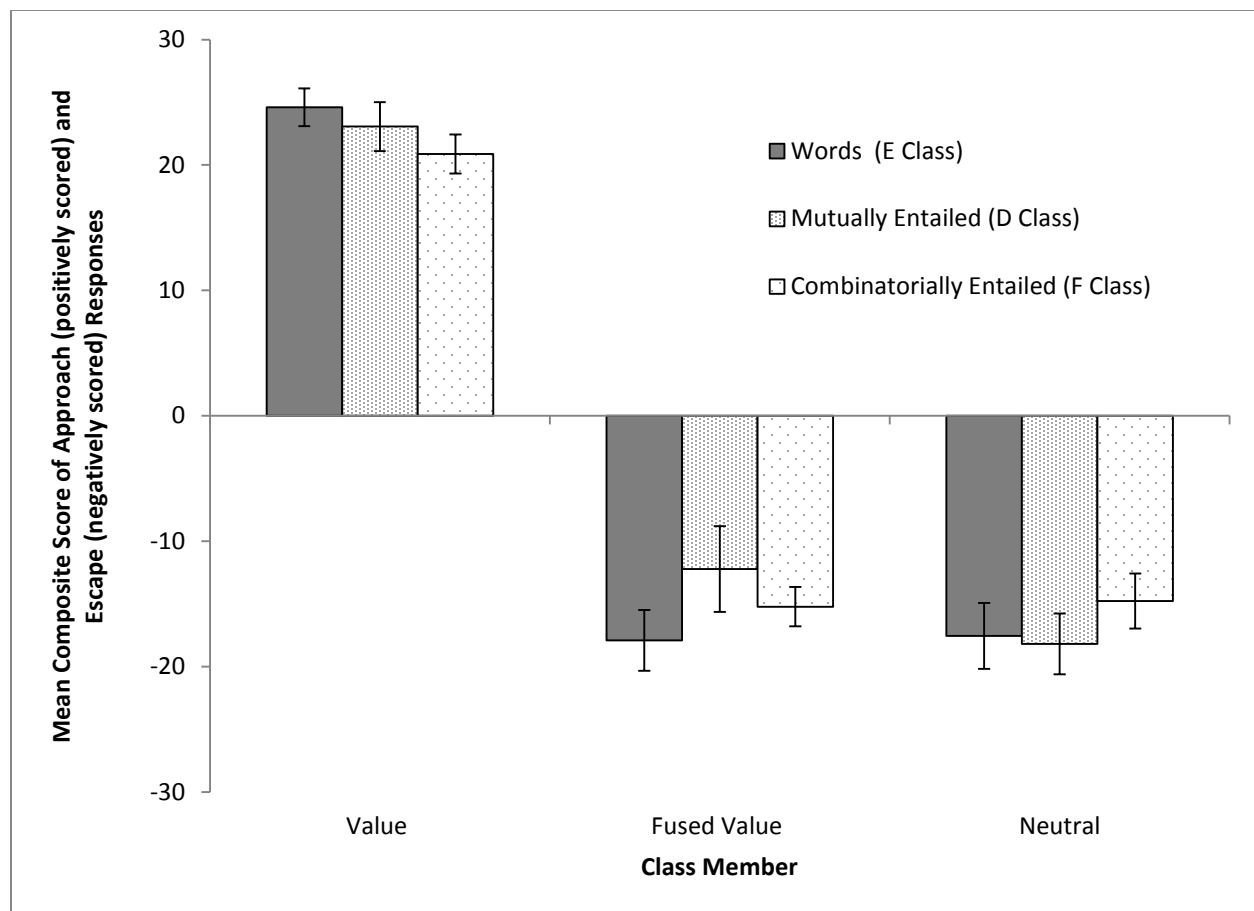 Mean Composite Score of Approach (positively scored) and
Escape (negatively scored) Responses
30
20
10
0
-10
-20
-30
Words (E Class)
Mutually Entailed (D Class)
Combinatorially Entailed (F Class)
Value
Fused Value
Neutral
Class Member